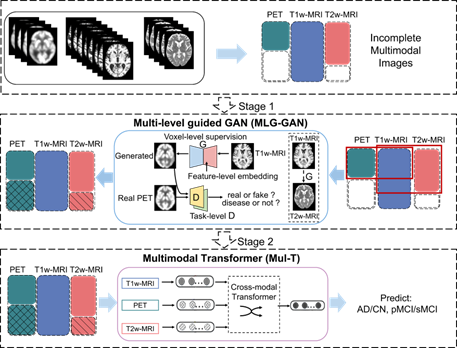 PET T1w-MRI T2w-MRI
Incomplete
Multimodal
Images
Stage 1
Multi-level guided GAN (MLG-GAN)
PET T1w-MRI T2w-MRI
Voxel-level supervision
G
Generated
T1w-MRI
Feature-level embedding
Real PET
D
real or fake ?
disease or not ?
Task-level D
T1w-MRI
G
T2w-MRI
PET T1w-MRI T2w-MRI
Stage 2
Multimodal Transformer (Mul-T)
PET T1w-MRI T2w-MRI
T1w-MRI
PET
T2w-MRI
Cross-modal
Transformer
Predict:
AD/CN, pMCI/sMCI